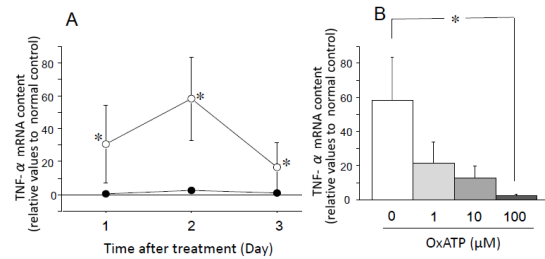 A
TNF- α mRNA content
(relative values to normal control)
80
60
40
20
0
*
*
*
1 2 3
Time after treatment (Day)
B
*
TNF- α mRNA content
(relative values to normal control)
80
60
40
20
0
0 1 10 100
OxATP (μM)